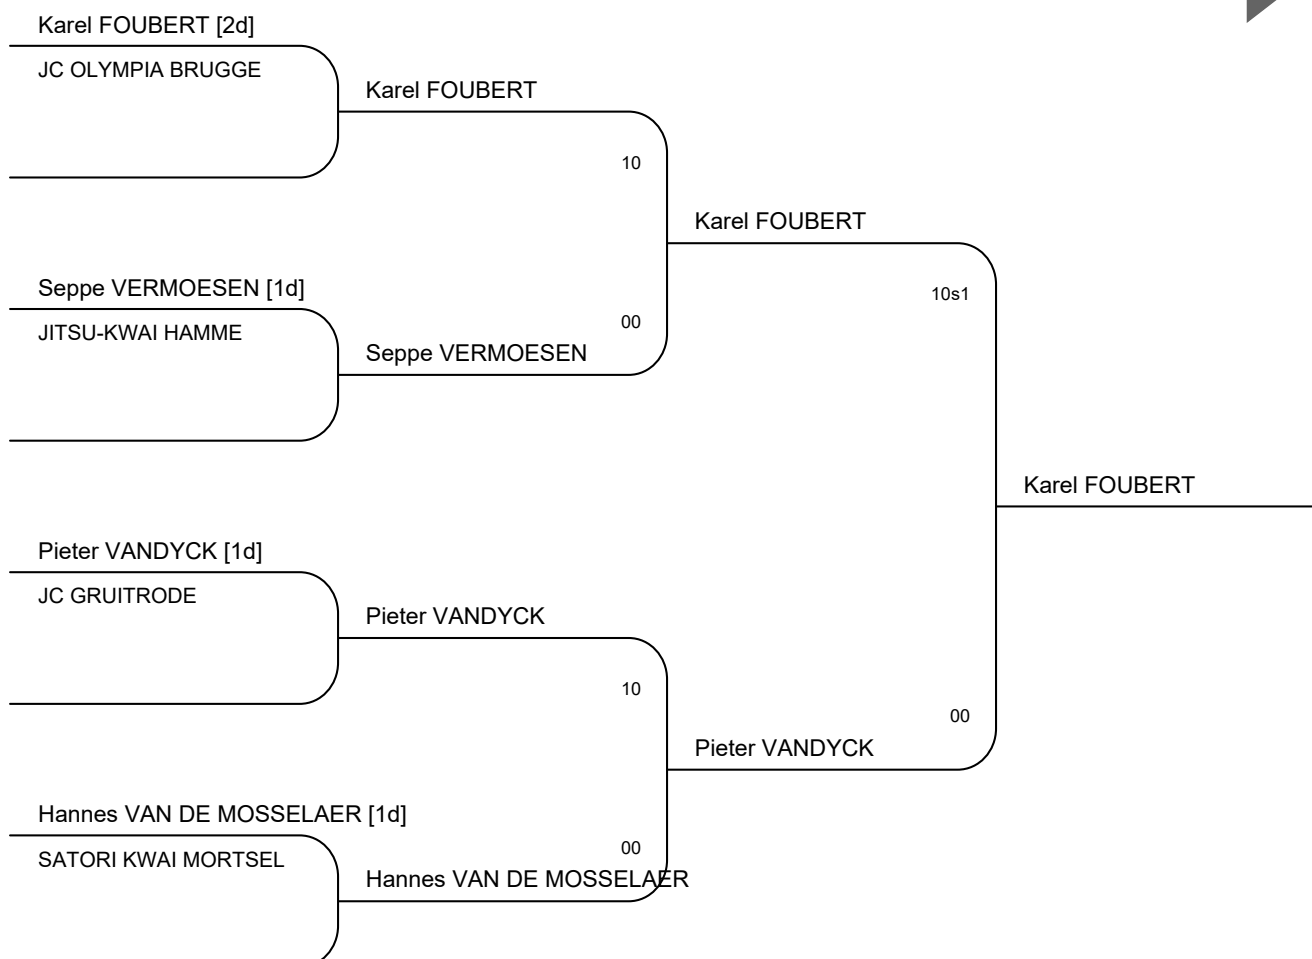 Karel FOUBERT [2d]
JC OLYMPIA BRUGGE
Karel FOUBERT
10
Karel FOUBERT
Seppe VERMOESEN [1d]
10s1
JITSU-KWAI HAMME
00
Seppe VERMOESEN
Karel FOUBERT
Pieter VANDYCK [1d]
JC GRUITRODE
Pieter VANDYCK
10
00
Pieter VANDYCK
Hannes VAN DE MOSSELAER [1d]
SATORI KWAI MORTSEL
00
Hannes VAN DE MOSSELAER